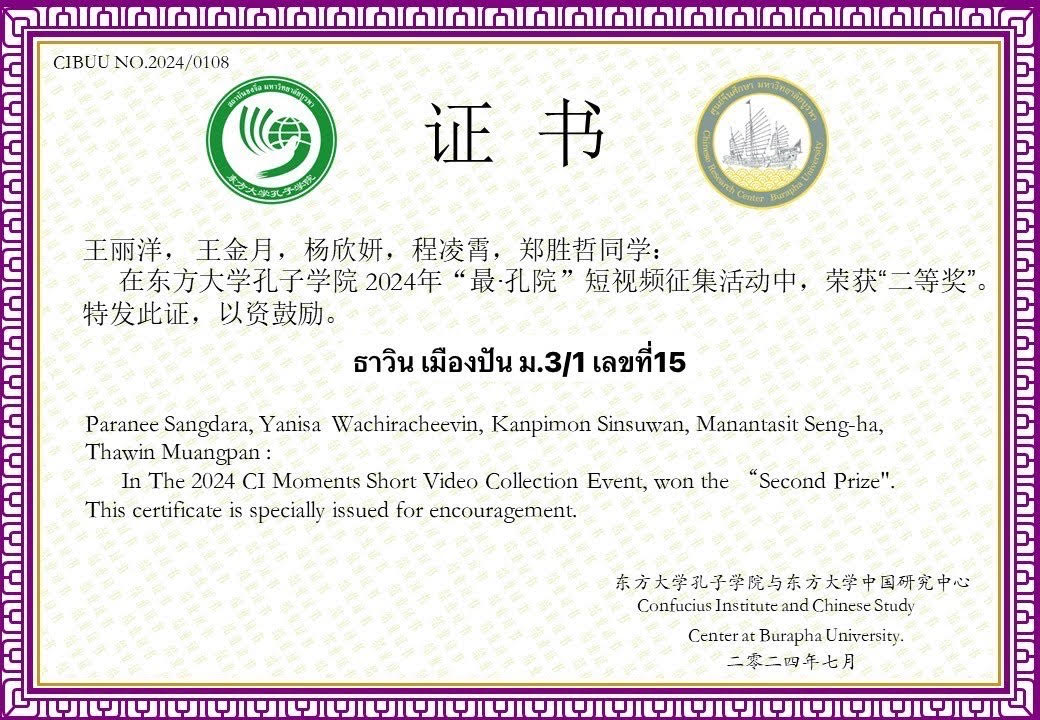 CIBUU NO.2024/0108
สถาบันขงจื่อ มหาวิทยาลัยบูรพา
东方大学孔子学院
证 书
ศูนย์จีนศึกษา มหาวิทยาลัยบูรพา
Chinese Research Center Burapha University
王丽洋， 王金月，杨欣妍，程凌霄，郑胜哲同学：
在东方大学孔子学院 2024年“最·孔院”短视频征集活动中，荣获“二等奖”。
特发此证，以资鼓励。
ธาวิน เมืองปัน ม.3/1 เลขที่15
Paranee Sangdara, Yanisa Wachiracheevin, Kanpimon Sinsuwan, Manantasit Seng-ha,
Thawin Muangpan :
In The 2024 CI Moments Short Video Collection Event, won the “Second Prize".
This certificate is specially issued for encouragement.
东方大学孔子学院与东方大学中国研究中心
Confucius Institute and Chinese Study
Center at Burapha University.
二零二四年七月